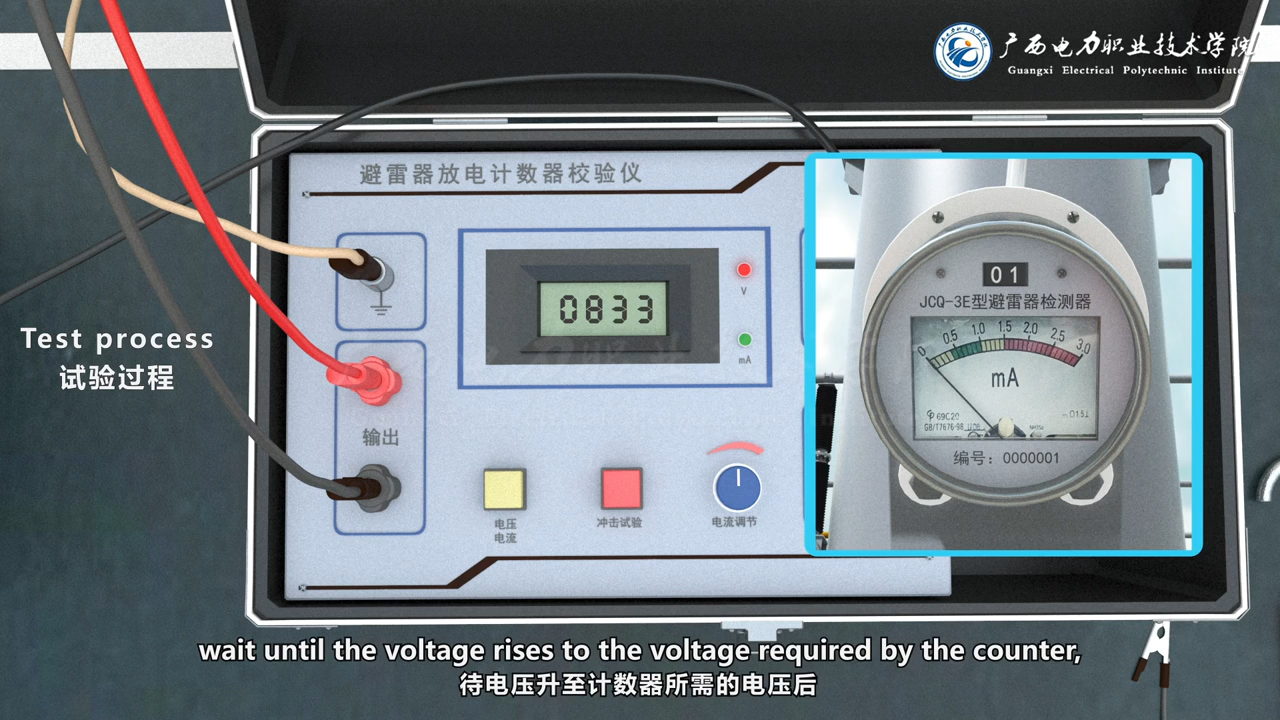 广西电力职业技术学院
Guangxi Electrical Polytechnic Institute
避雷器放电计数器校验仪
0833
V
mA
输出
电压
电流
冲击试验
电流调节
Test process
试验过程
01
JCQ-3E型避雷器检测器
0 0.5 1.0 1.5 2.0 2.5 3.0
mA
69C20
GB/T7676-98
编号：0000001
wait until the voltage rises to the voltage required by the counter,
待电压升至计数器所需的电压后